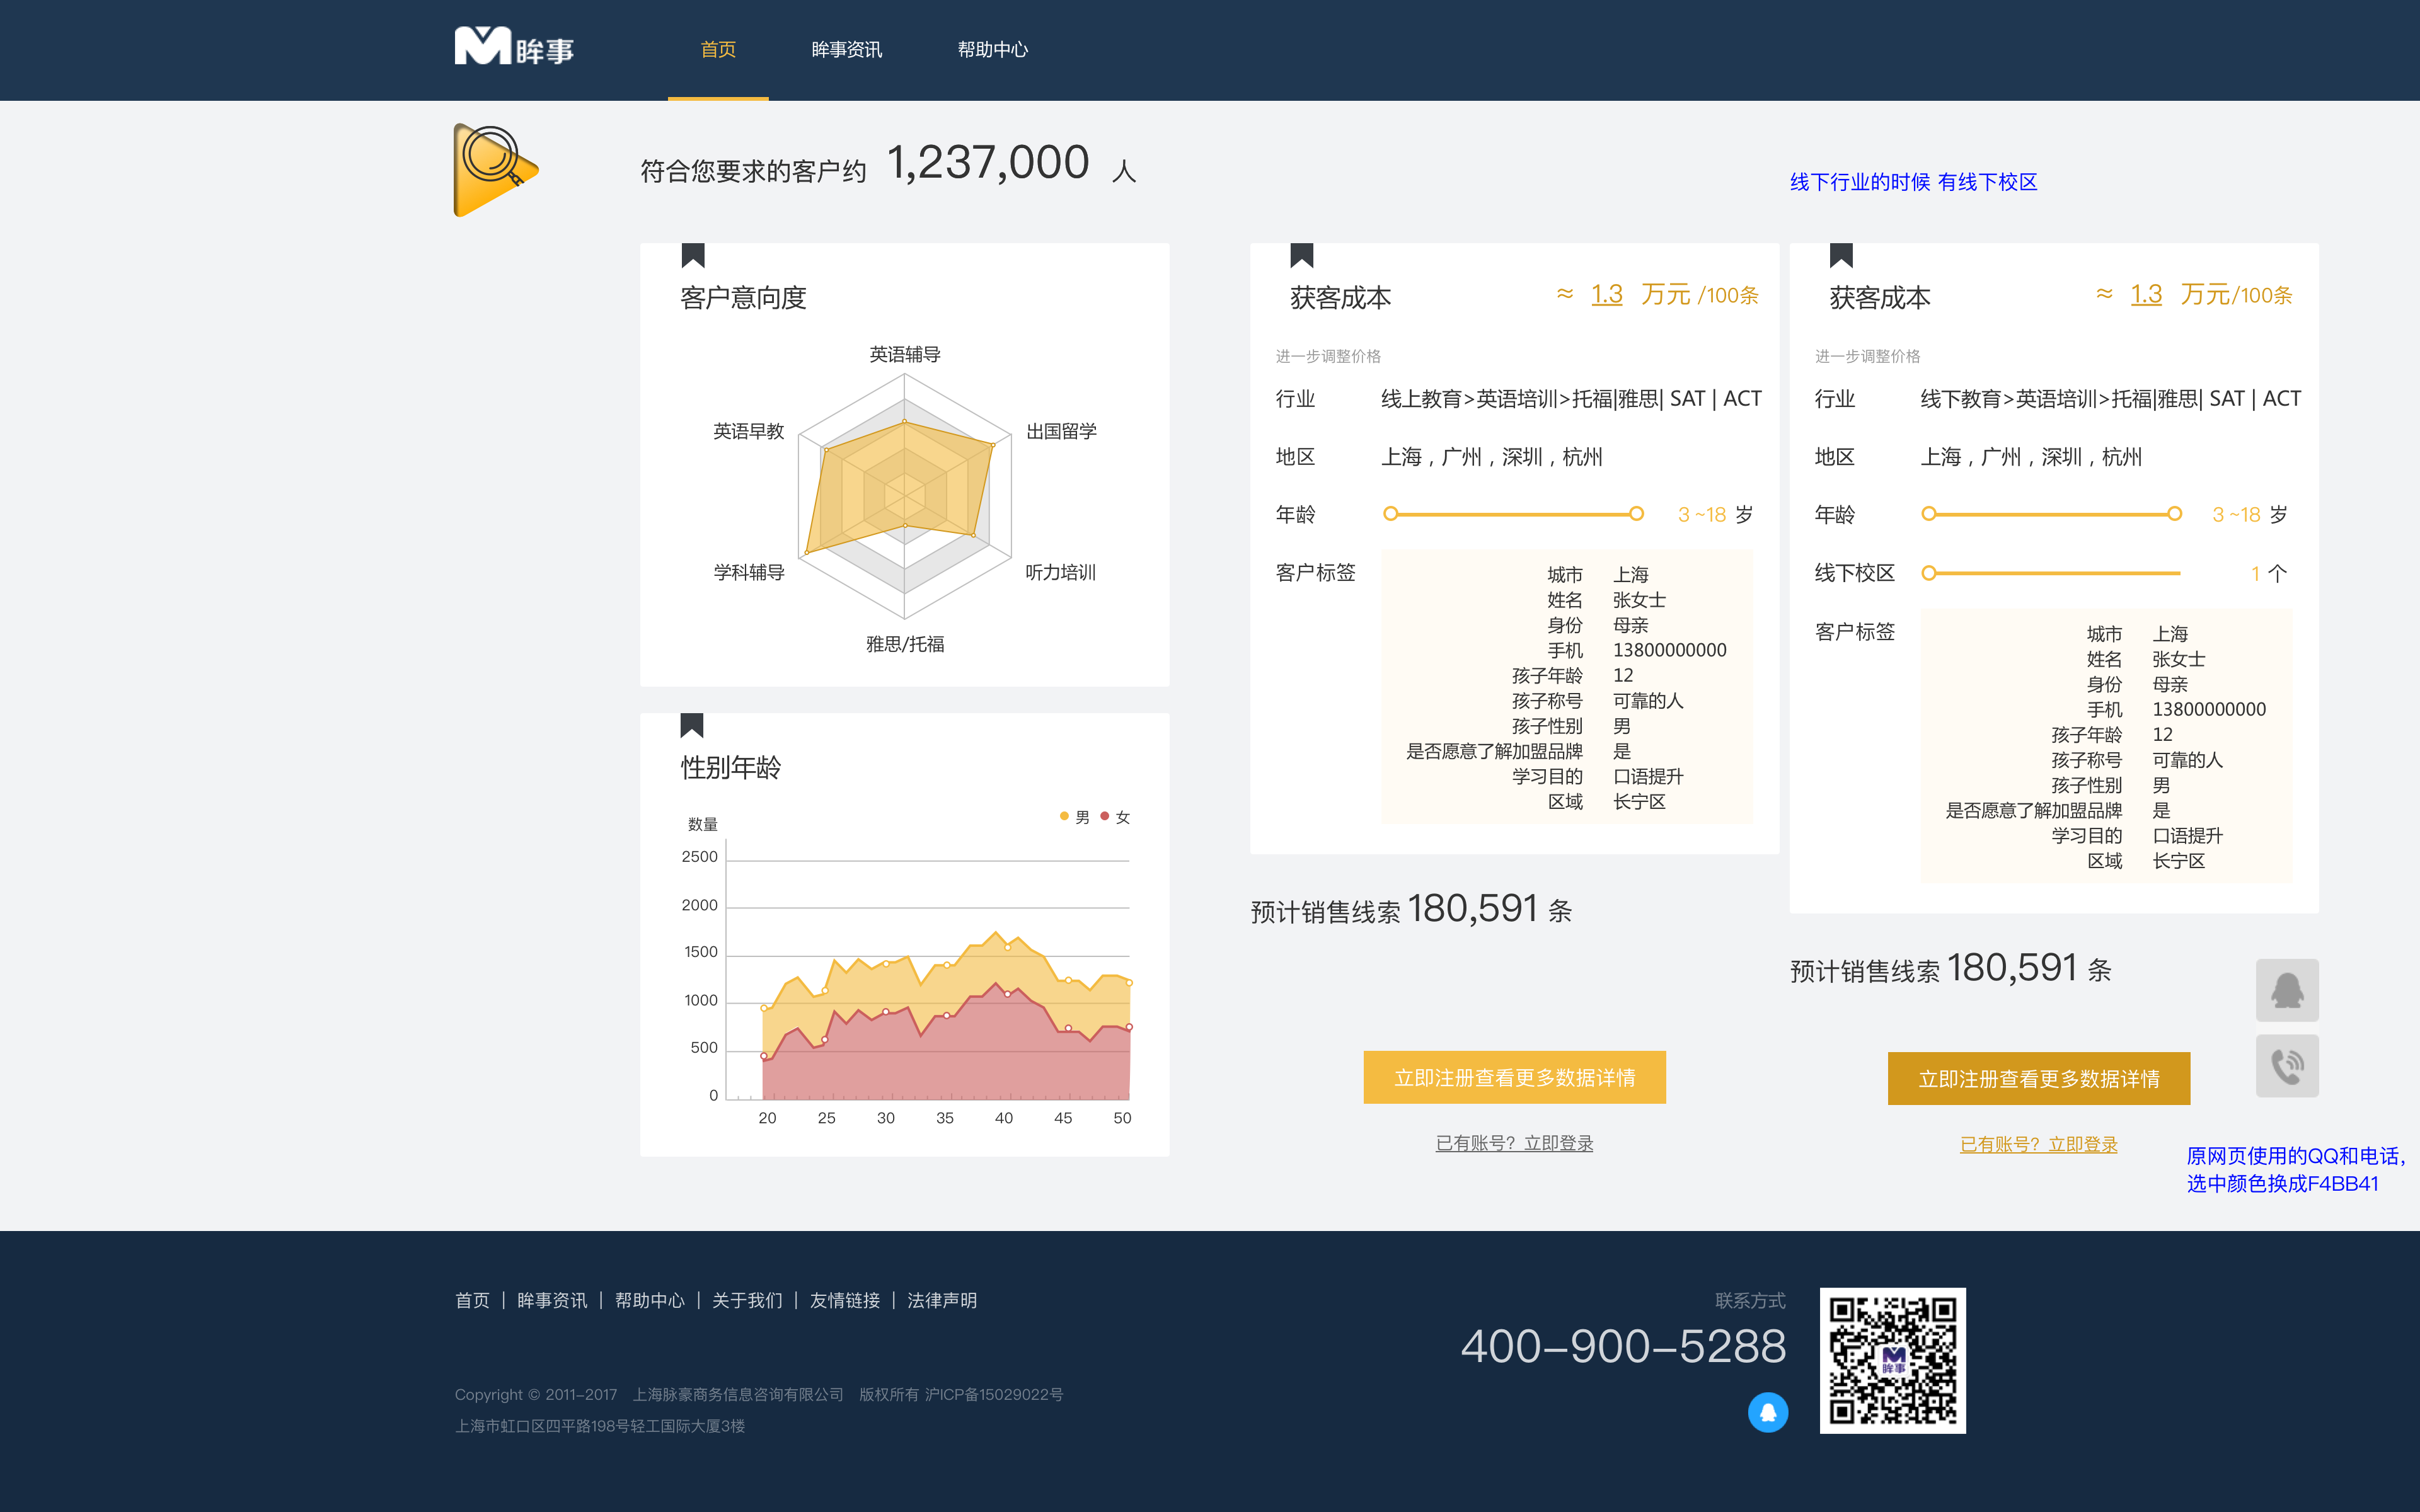 眸事
首页
眸事资讯
帮助中心
符合您要求的客户约 1,237,000 人
线下行业的时候 有线下校区
客户意向度
英语辅导
英语早教
出国留学
学科辅导
听力培训
雅思/托福
性别年龄
数量
男 女
2500
2000
1500
1000
500
0
20 25 30 35 40 45 50
获客成本 ≈ 1.3 万元 /100条
进一步调整价格
行业 线上教育>英语培训>托福|雅思| SAT | ACT
地区 上海，广州，深圳，杭州
年龄 3 ~18 岁
客户标签
城市 上海
姓名 张女士
身份 母亲
手机 13800000000
孩子年龄 12
孩子称号 可靠的人
孩子性别 男
是否愿意了解加盟品牌 是
学习目的 口语提升
区域 长宁区
预计销售线索 180,591 条
立即注册查看更多数据详情
已有账号？立即登录
获客成本 ≈ 1.3 万元/100条
进一步调整价格
行业 线下教育>英语培训>托福|雅思| SAT | ACT
地区 上海，广州，深圳，杭州
年龄 3 ~18 岁
线下校区 1 个
客户标签
城市 上海
姓名 张女士
身份 母亲
手机 13800000000
孩子年龄 12
孩子称号 可靠的人
孩子性别 男
是否愿意了解加盟品牌 是
学习目的 口语提升
区域 长宁区
预计销售线索 180,591 条
立即注册查看更多数据详情
已有账号？立即登录
原网页使用的QQ和电话，
选中颜色换成F4BB41
首页 | 眸事资讯 | 帮助中心 | 关于我们 | 友情链接 | 法律声明
联系方式
400-900-5288
眸事
Copyright © 2011-2017 上海脉豪商务信息咨询有限公司 版权所有 沪ICP备15029022号
上海市虹口区四平路198号轻工国际大厦3楼